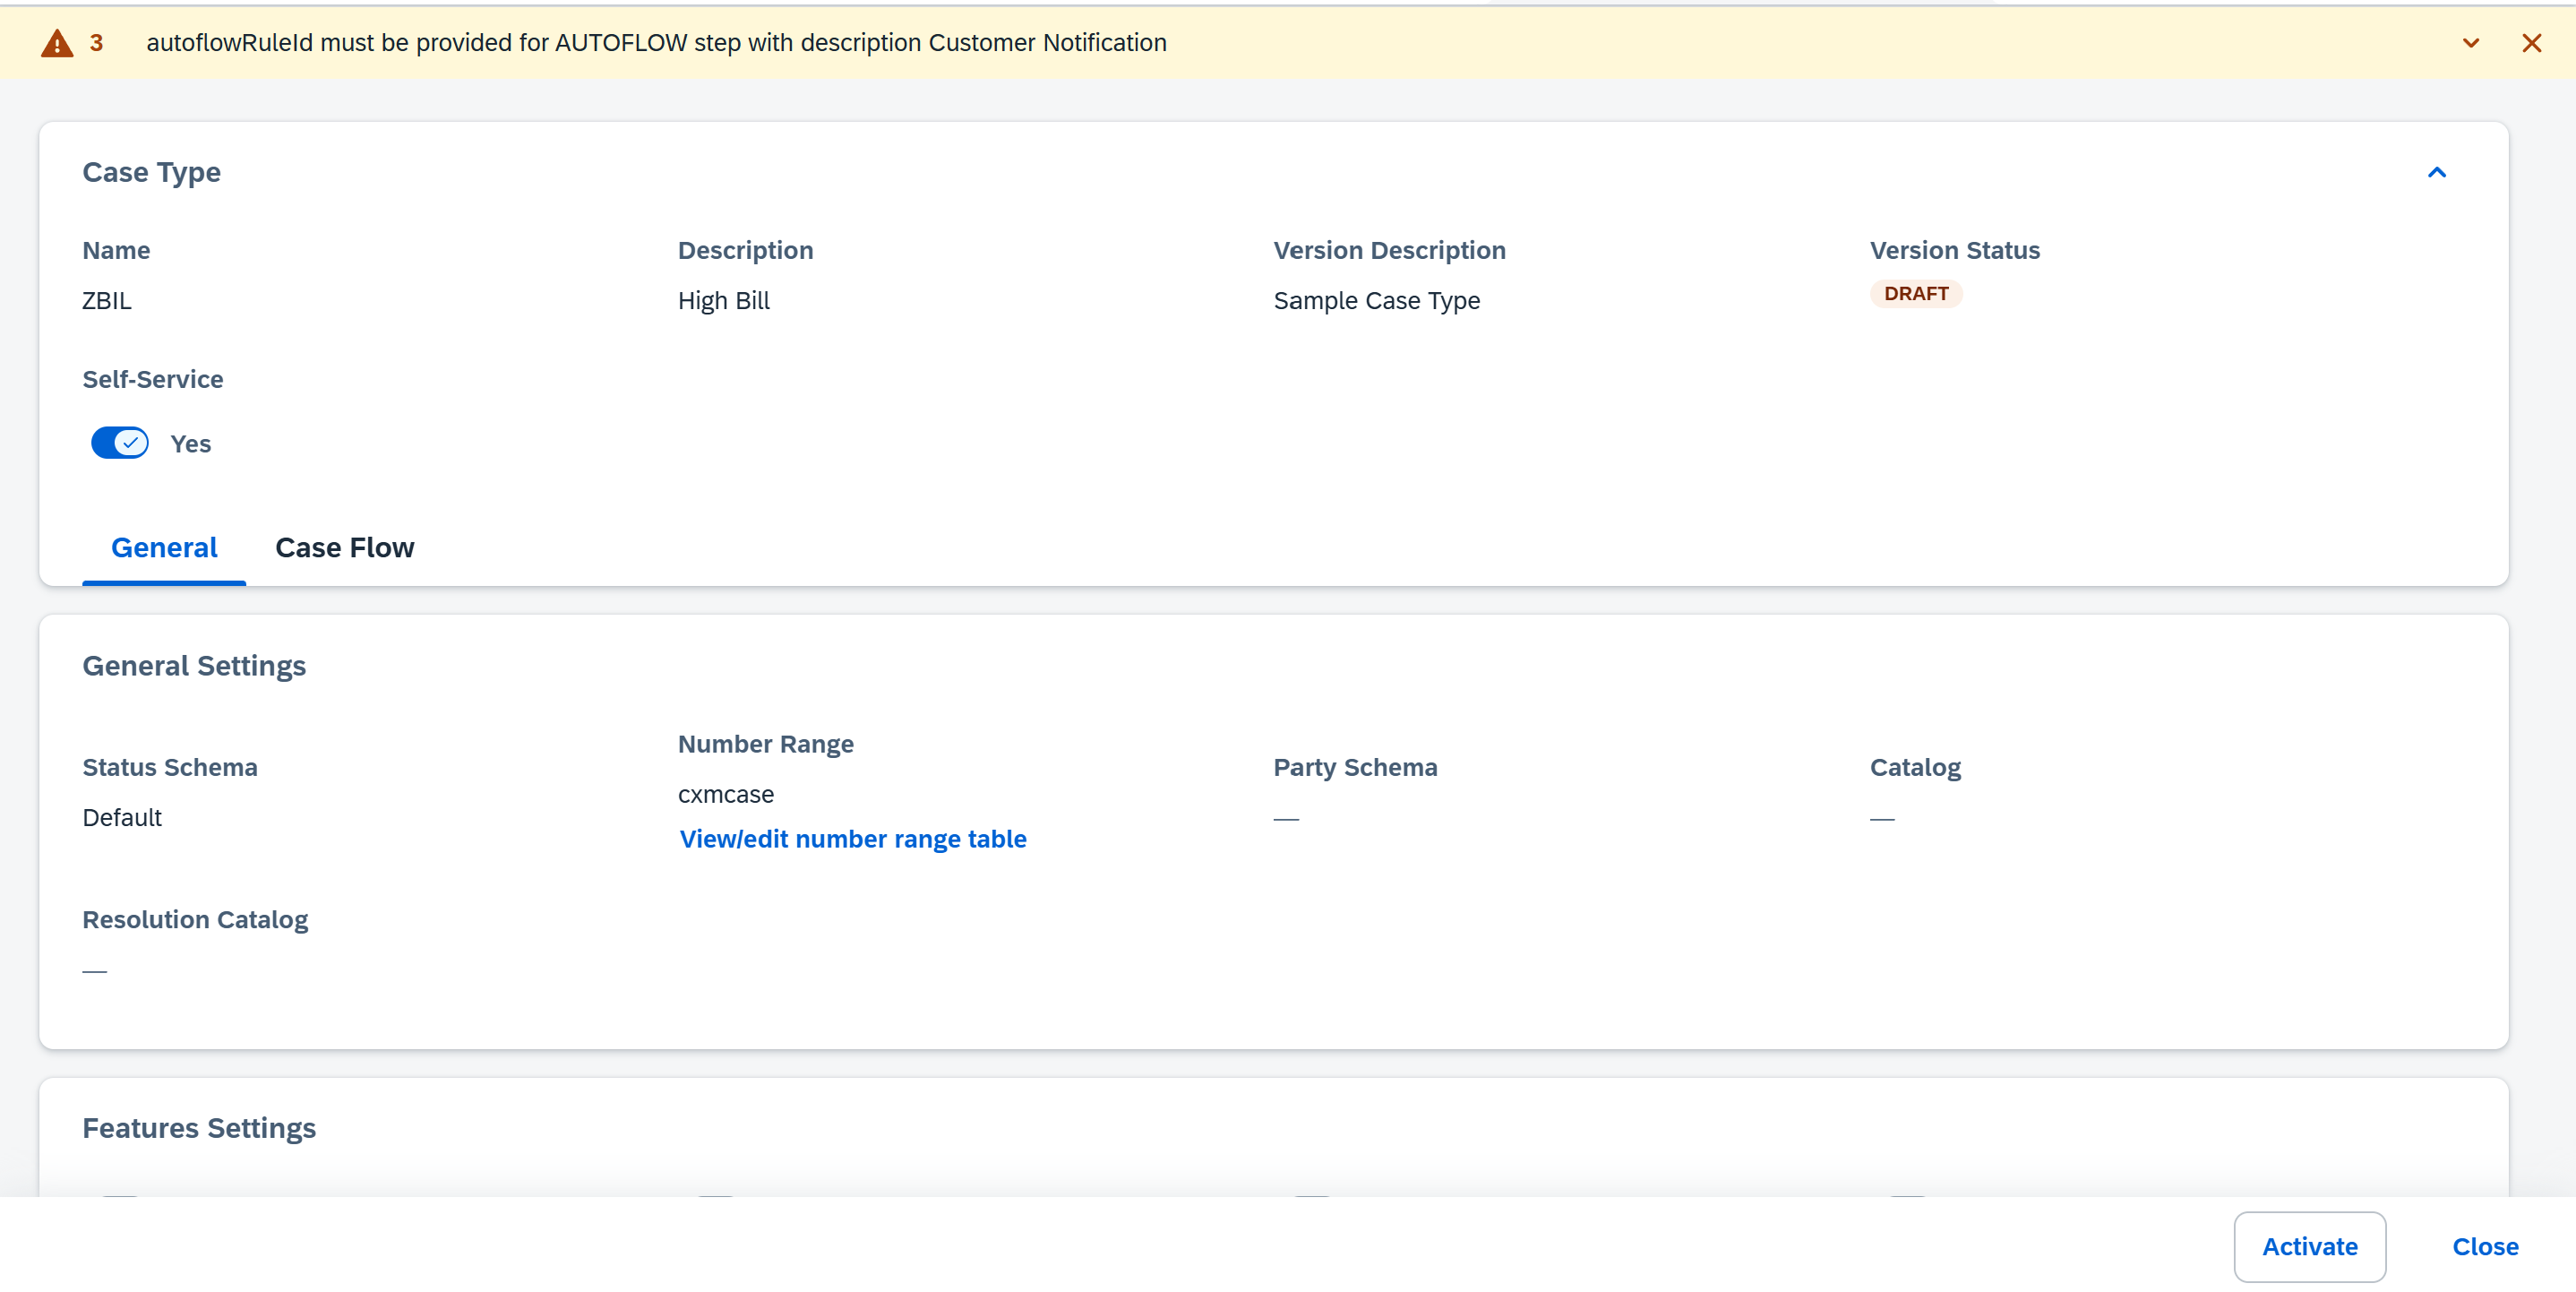 3 autoflowRuleId must be provided for AUTOFLOW step with description Customer Notification
Case Type
Name Description Version Description Version Status
ZBIL High Bill Sample Case Type DRAFT
Self-Service
Yes
General Case Flow
General Settings
Number Range
Status Schema Party Schema Catalog
cxmcase
Default — —
View/edit number range table
Resolution Catalog
—
Features Settings
Activate Close